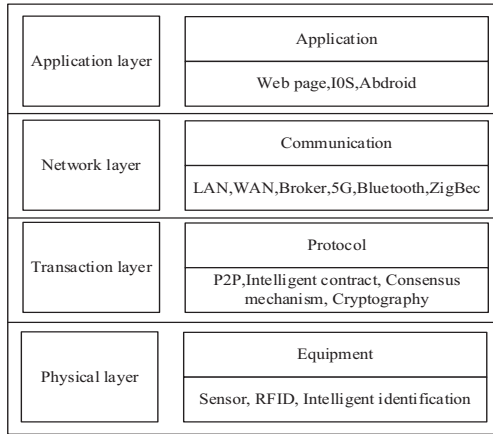 Application layer
Application
Web page,I0S,Abdroid
Network layer
Communication
LAN,WAN,Broker,5G,Bluetooth,ZigBec
Transaction layer
Protocol
P2P,Intelligent contract, Consensus
mechanism, Cryptography
Physical layer
Equipment
Sensor, RFID, Intelligent identification